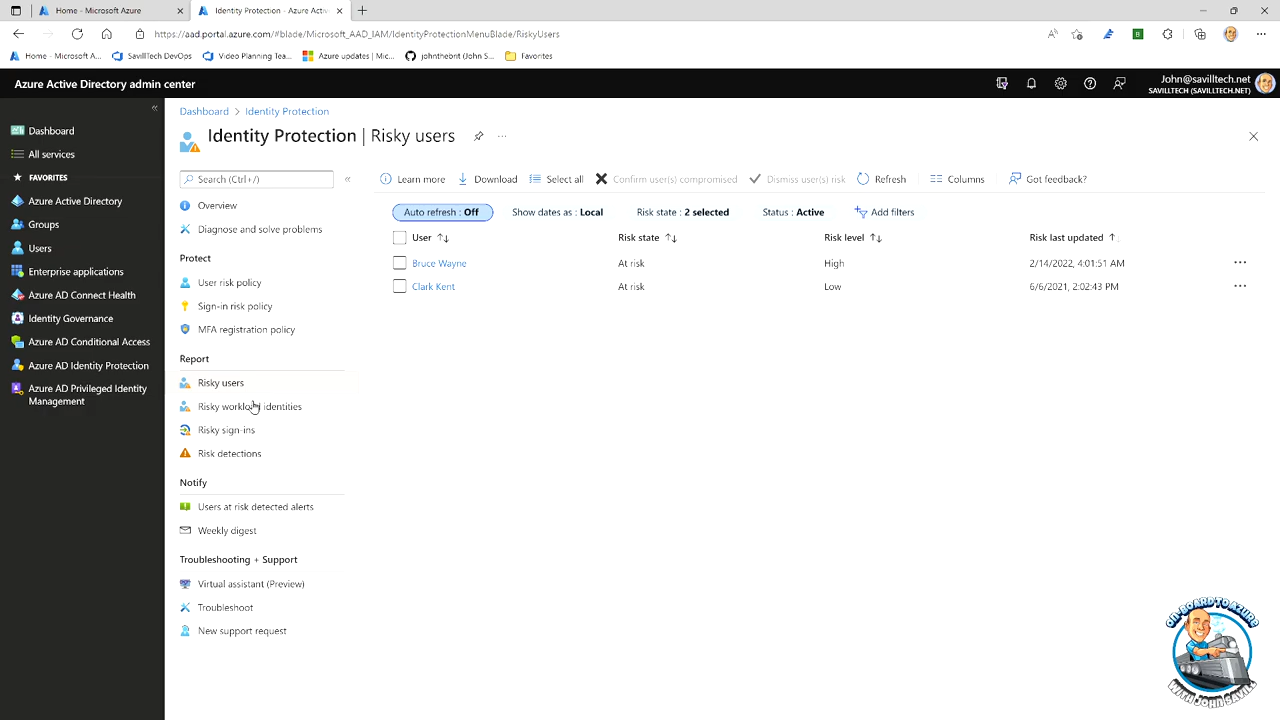 Home - Microsoft Azure
Identity Protection - Azure Activ
https://aad.portal.azure.com/#blade/Microsoft_AAD_IAM/IdentityProtectionMenuBlade/RiskyUsers
Home - Microsoft A...
SavillTech DevOps
Video Planning Tea...
Azure updates | Mic...
johnthebrit (John S...
Favorites
Azure Active Directory admin center
John@savilltech.net
SAVILLTECH (SAVILLTECH.NET)
Dashboard
All services
FAVORITES
Azure Active Directory
Groups
Users
Enterprise applications
Azure AD Connect Health
Identity Governance
Azure AD Conditional Access
Azure AD Identity Protection
Azure AD Privileged Identity
Management
Dashboard > Identity Protection
Identity Protection | Risky users
Search (Ctrl+/)
Overview
Diagnose and solve problems
Protect
User risk policy
Sign-in risk policy
MFA registration policy
Report
Risky users
Risky workload identities
Risky sign-ins
Risk detections
Notify
Users at risk detected alerts
Weekly digest
Troubleshooting + Support
Virtual assistant (Preview)
Troubleshoot
New support request
Learn more Download Select all Confirm user(s) compromised Dismiss user(s) risk Refresh Columns Got feedback?
Auto refresh : Off Show dates as : Local Risk state : 2 selected Status : Active Add filters
User Risk state Risk level Risk last updated
Bruce Wayne At risk High 2/14/2022, 4:01:51 AM
Clark Kent At risk Low 6/6/2021, 2:02:43 PM
ON-BOARD TO AZURE
WITH JOHN SAVILL